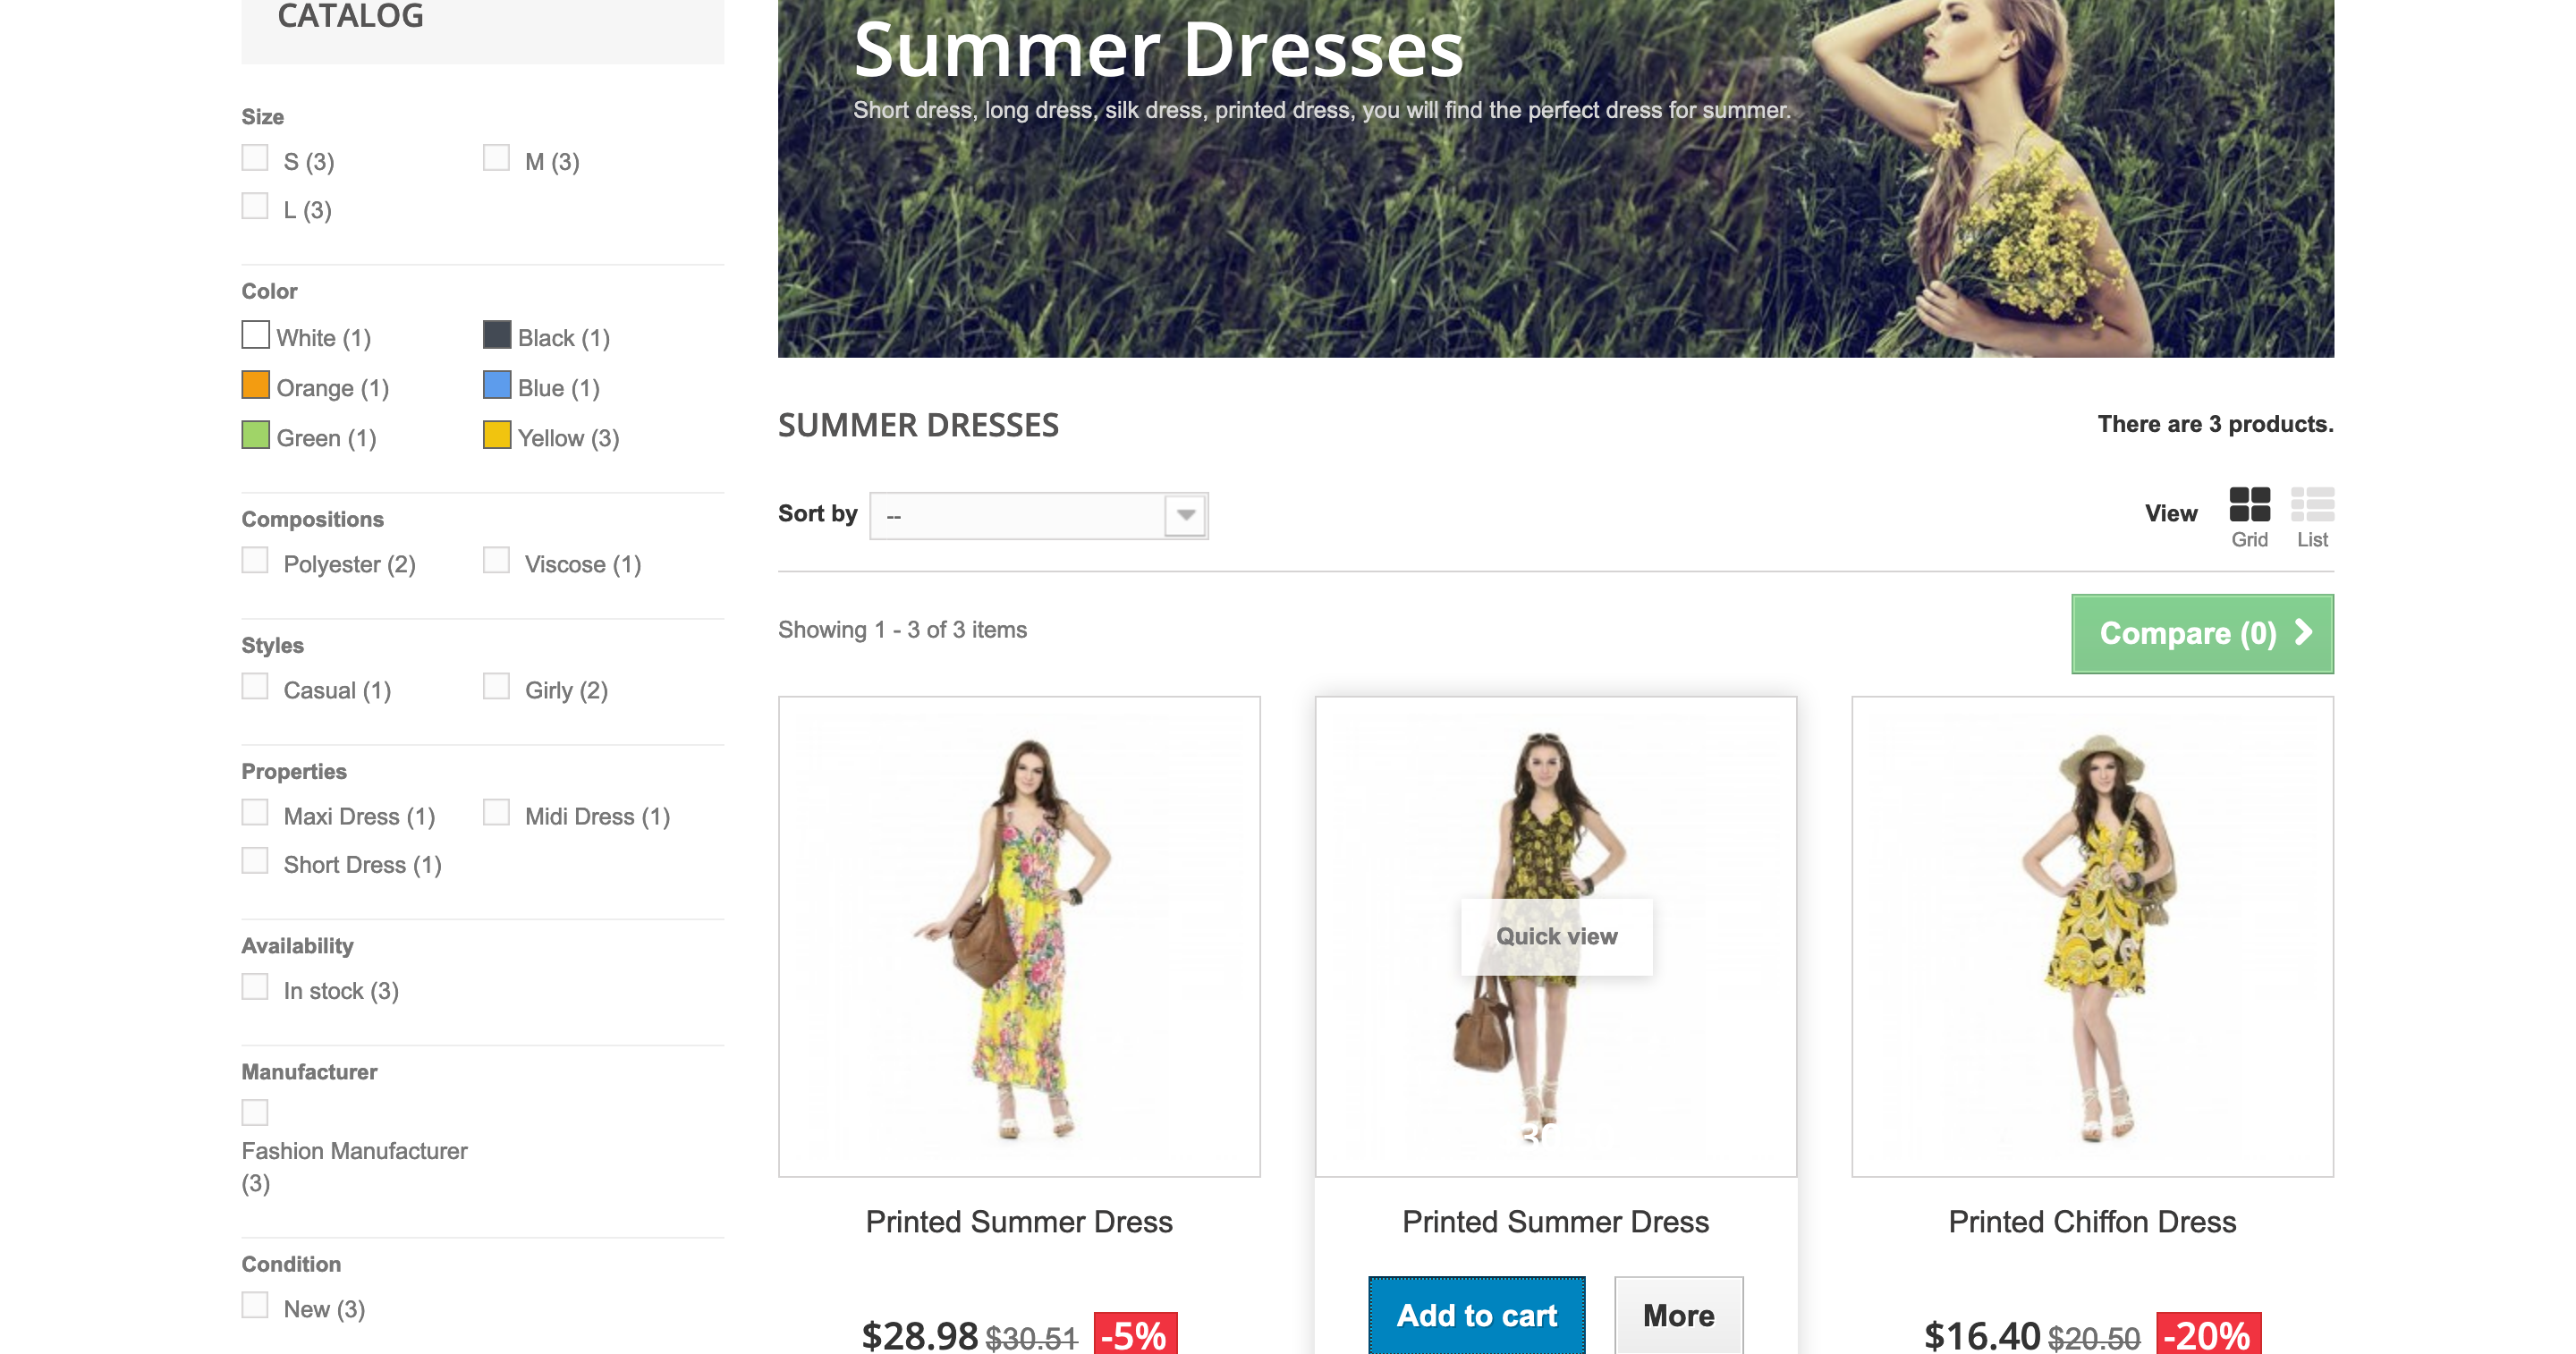 CATALOG
Size
S (3)
M (3)
L (3)
Color
White (1)
Black (1)
Orange (1)
Blue (1)
Green (1)
Yellow (3)
Compositions
Polyester (2)
Viscose (1)
Styles
Casual (1)
Girly (2)
Properties
Maxi Dress (1)
Midi Dress (1)
Short Dress (1)
Availability
In stock (3)
Manufacturer
Fashion Manufacturer
(3)
Condition
New (3)
Summer Dresses
Short dress, long dress, silk dress, printed dress, you will find the perfect dress for summer.
SUMMER DRESSES
There are 3 products.
Sort by
--
View
Grid
List
Showing 1 - 3 of 3 items
Compare (0)
Quick view
Printed Summer Dress
$28.98 $30.51 -5%
Printed Summer Dress
Add to cart
More
Printed Chiffon Dress
$16.40 $20.50 -20%